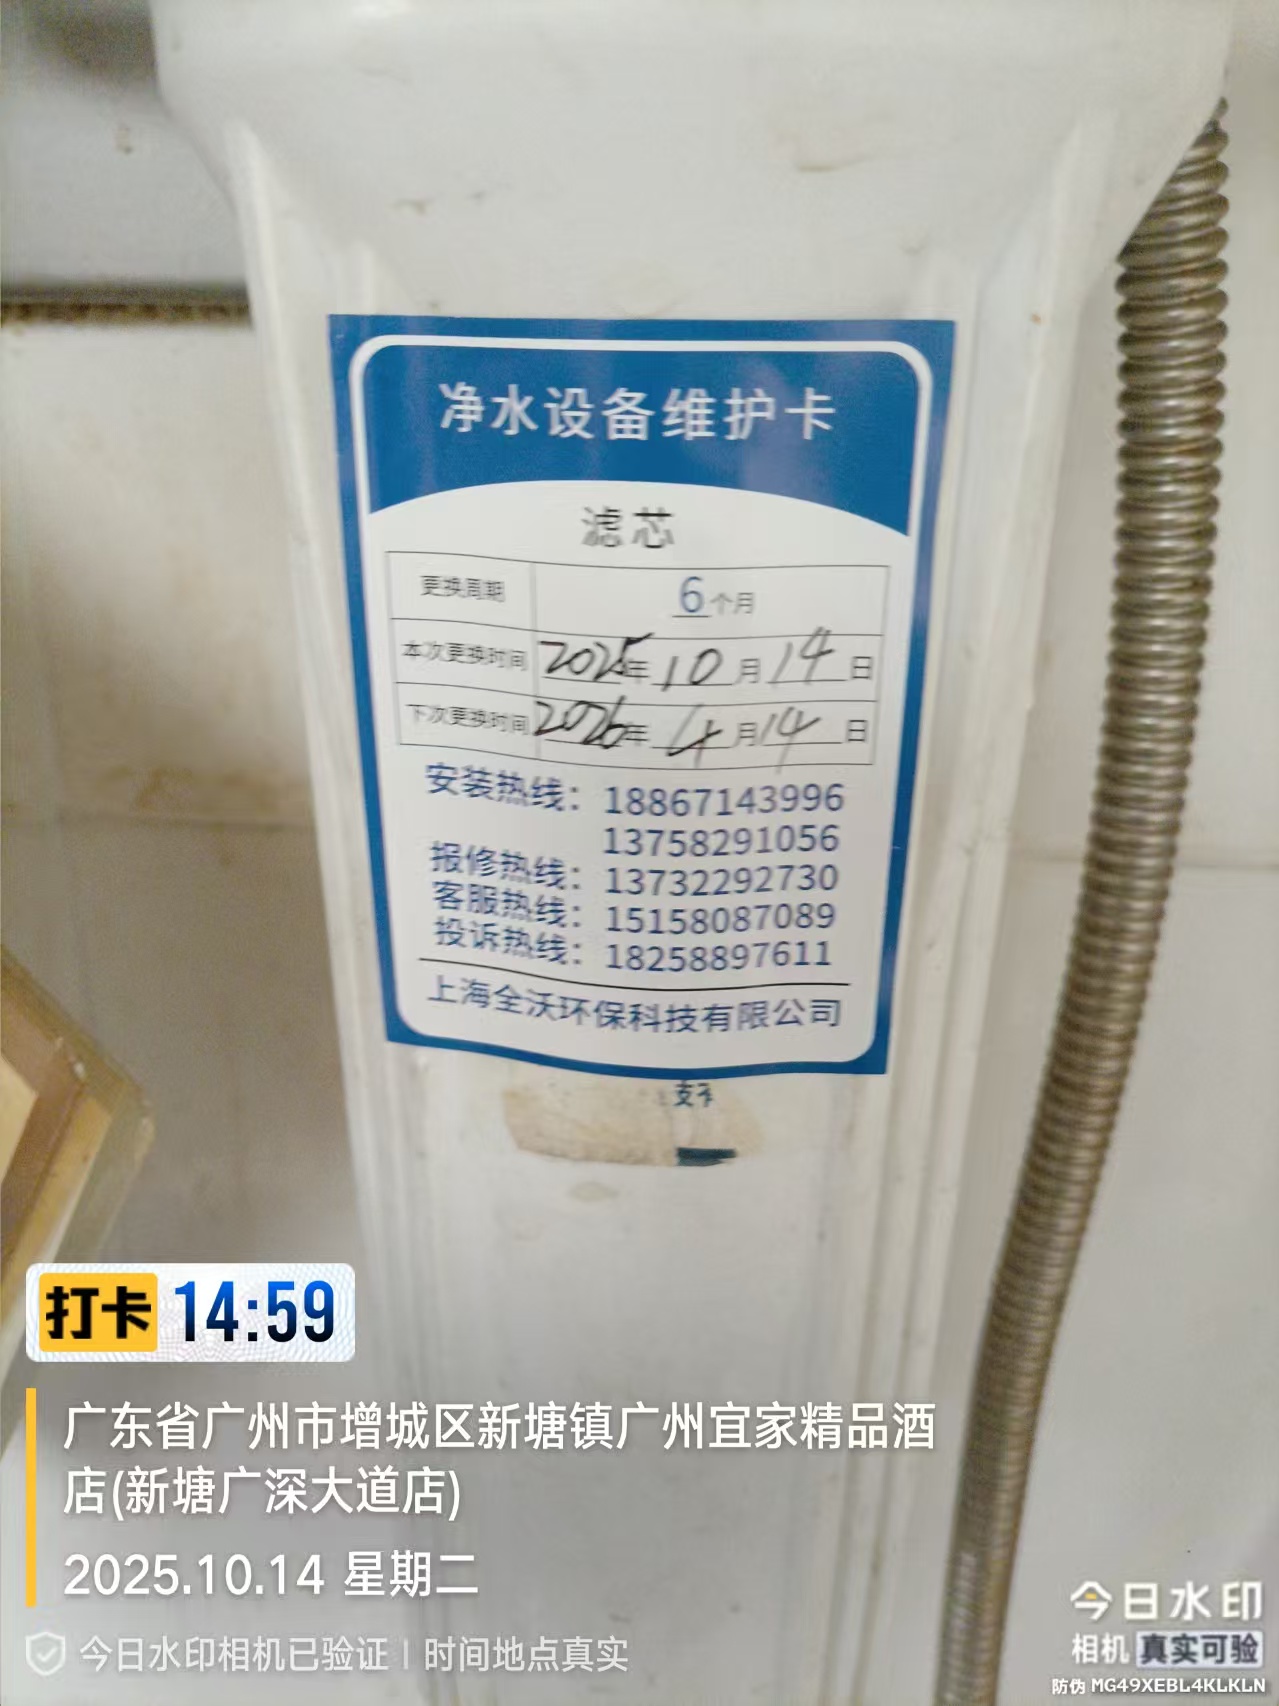 净水设备维护卡
滤芯
更换周期 6个月
本次更换时间 2025年10月14日
下次更换时间 2026年4月14日
安装热线：18867143996
13758291056
报修热线：13732292730
客服热线：15158087089
投诉热线：18258897611
上海全沃环保科技有限公司
打卡 14:59
广东省广州市增城区新塘镇广州宜家精品酒
店(新塘广深大道店)
2025.10.14 星期二
今日水印相机已验证 | 时间地点真实
今日水印
相机 真实可验
防伪 MG49XEBL4KLKLN